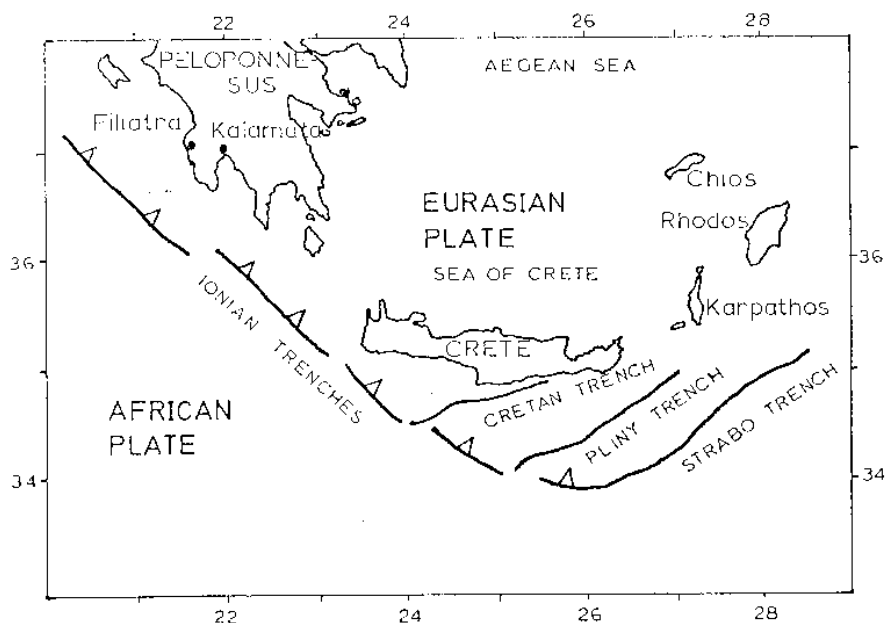 22
24
26
28
PELOPONNE-
SUS
AEGEAN SEA
Filiatra
Kalamata
Chios
Rhodos
EURASIAN
PLATE
SEA OF CRETE
36
36
Karpathos
IONIAN TRENCHES
CRETE
CRETAN TRENCH
PLINY TRENCH
STRABO TRENCH
AFRICAN
PLATE
34
34
22
24
26
28